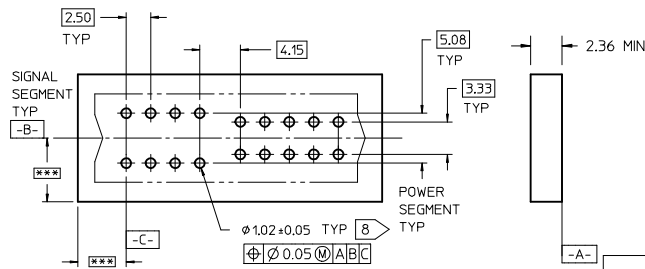 2.50
TYP
4.15
5.08
TYP
2.36 MIN
3.33
TYP
SIGNAL
SEGMENT
TYP
-B-
***
POWER
SEGMENT
TYP
⌀1.02±0.05 TYP 8
-C-
⌖ ⌀ 0.05 Ⓜ A B C
***
-A-